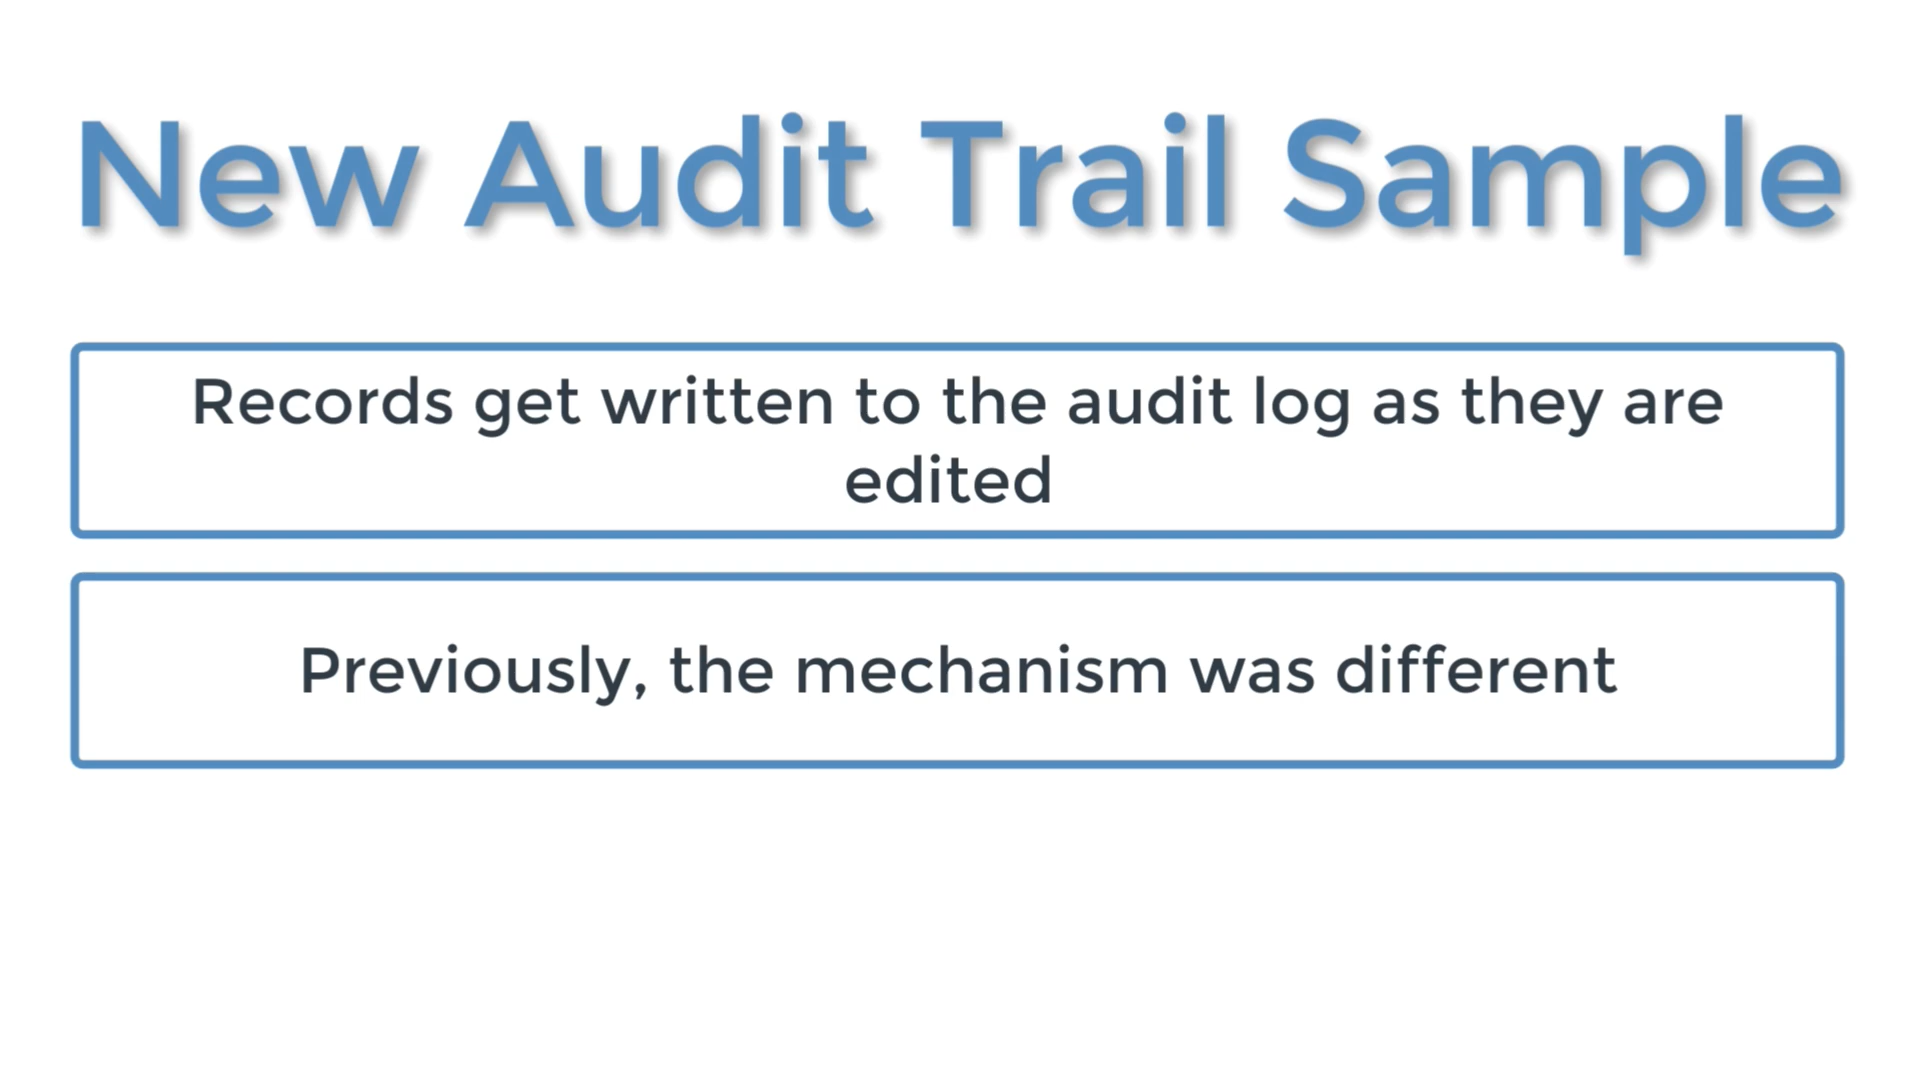 New Audit Trail Sample
Records get written to the audit log as they are
edited
Previously, the mechanism was different